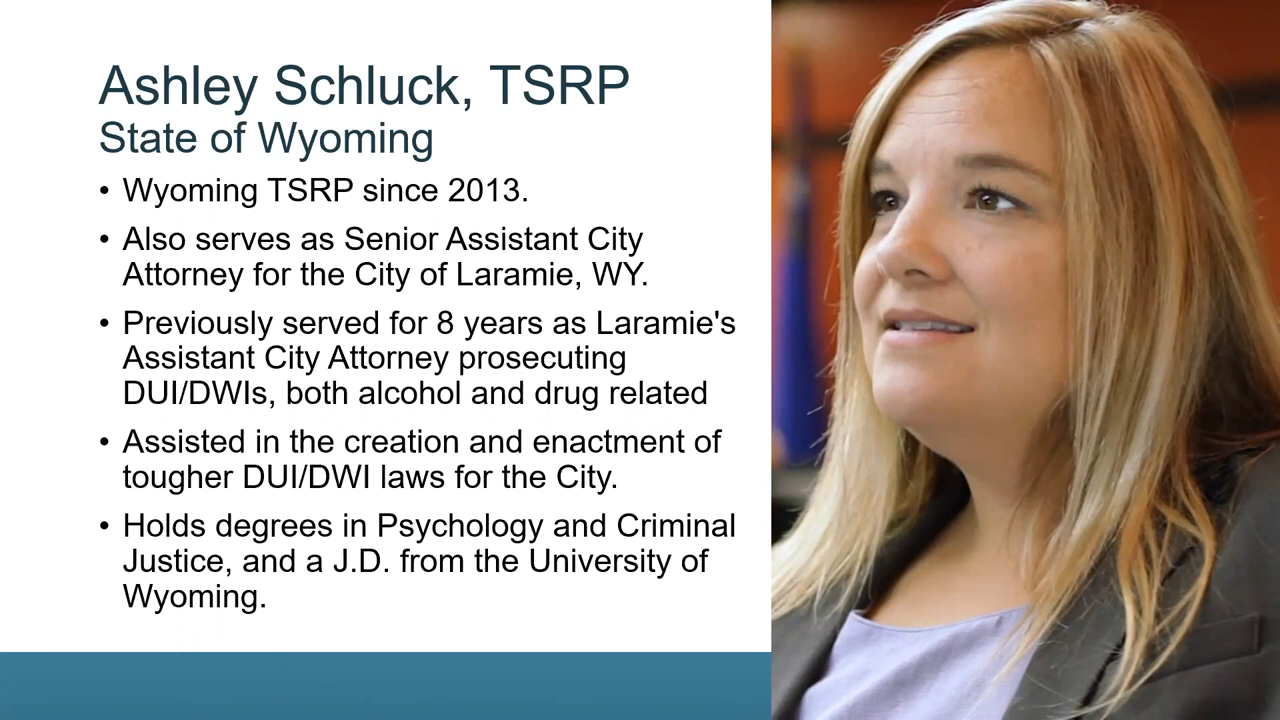 Ashley Schluck, TSRP
State of Wyoming
• Wyoming TSRP since 2013.
• Also serves as Senior Assistant City
Attorney for the City of Laramie, WY.
• Previously served for 8 years as Laramie's
Assistant City Attorney prosecuting
DUI/DWIs, both alcohol and drug related
• Assisted in the creation and enactment of
tougher DUI/DWI laws for the City.
• Holds degrees in Psychology and Criminal
Justice, and a J.D. from the University of
Wyoming.